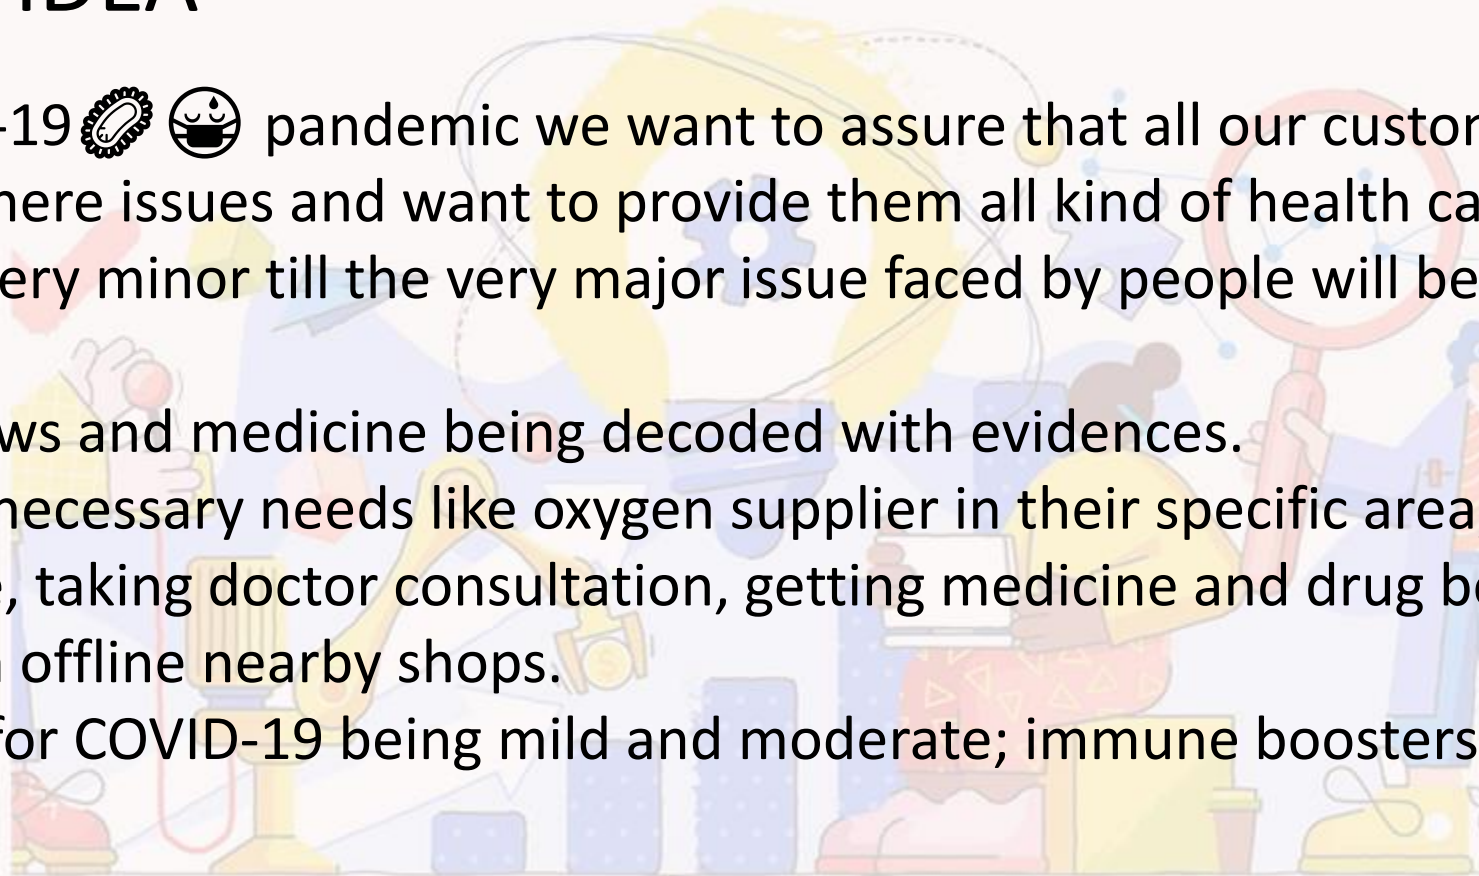 IDEA
-19🦠😷 pandemic we want to assure that all our custom
here issues and want to provide them all kind of health ca
ery minor till the very major issue faced by people will be
ws and medicine being decoded with evidences.
necessary needs like oxygen supplier in their specific area
e, taking doctor consultation, getting medicine and drug bo
offline nearby shops.
for COVID-19 being mild and moderate; immune boosters